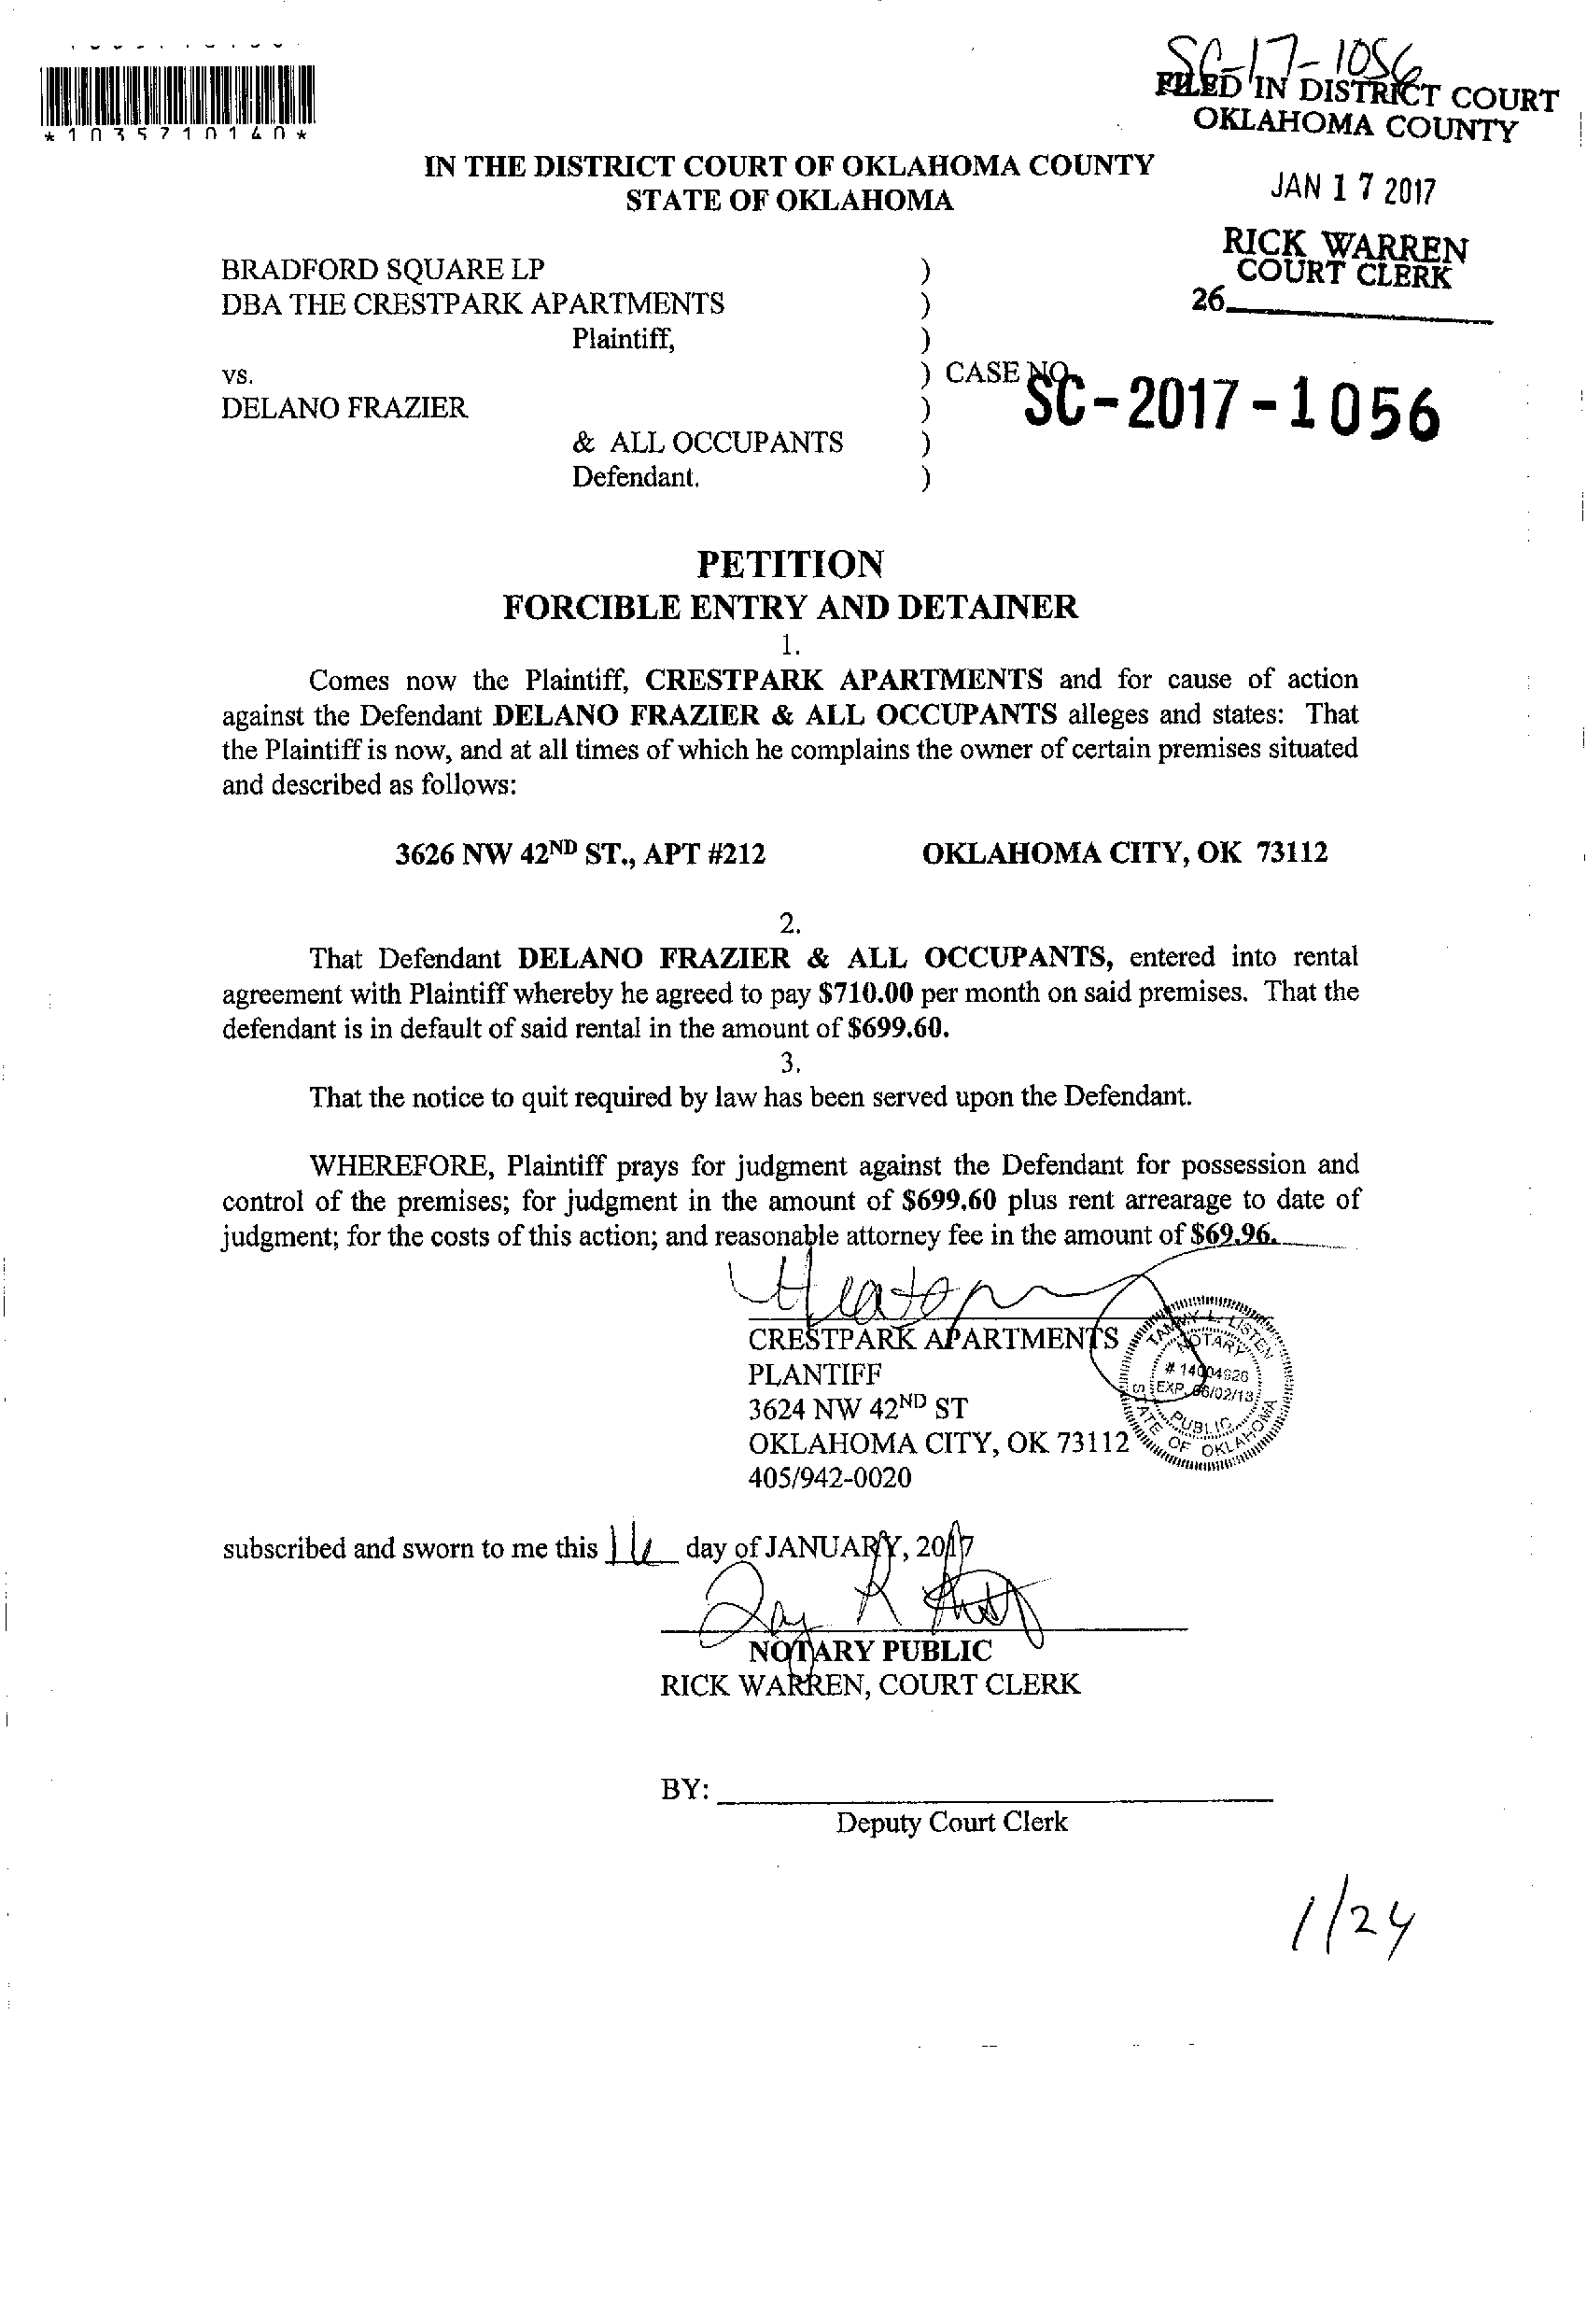 SC-17-1056
FILED IN DISTRICT COURT
OKLAHOMA COUNTY
*1035710140*
IN THE DISTRICT COURT OF OKLAHOMA COUNTY
STATE OF OKLAHOMA
JAN 17 2017
RICK WARREN
COURT CLERK
26
BRADFORD SQUARE LP )
DBA THE CRESTPARK APARTMENTS )
Plaintiff, )
vs. ) CASE NO.
SC-2017-1056
DELANO FRAZIER )
& ALL OCCUPANTS )
Defendant. )
PETITION
FORCIBLE ENTRY AND DETAINER
1.
Comes now the Plaintiff, CRESTPARK APARTMENTS and for cause of action
against the Defendant DELANO FRAZIER & ALL OCCUPANTS alleges and states: That
the Plaintiff is now, and at all times of which he complains the owner of certain premises situated
and described as follows:
3626 NW 42ND ST., APT #212 OKLAHOMA CITY, OK 73112
2.
That Defendant DELANO FRAZIER & ALL OCCUPANTS, entered into rental
agreement with Plaintiff whereby he agreed to pay $710.00 per month on said premises. That the
defendant is in default of said rental in the amount of $699.60.
3.
That the notice to quit required by law has been served upon the Defendant.
WHEREFORE, Plaintiff prays for judgment against the Defendant for possession and
control of the premises; for judgment in the amount of $699.60 plus rent arrearage to date of
judgment; for the costs of this action; and reasonable attorney fee in the amount of $69.96.
CRESTPARK APARTMENTS
PLANTIFF
3624 NW 42ND ST
OKLAHOMA CITY, OK 73112
405/942-0020
TAMMY L. LISTEN
NOTARY
# 14004626
PUBLIC
STATE OF OKLAHOMA
subscribed and sworn to me this 16 day of JANUARY, 2017
NOTARY PUBLIC
RICK WARREN, COURT CLERK
BY:
Deputy Court Clerk
1/24